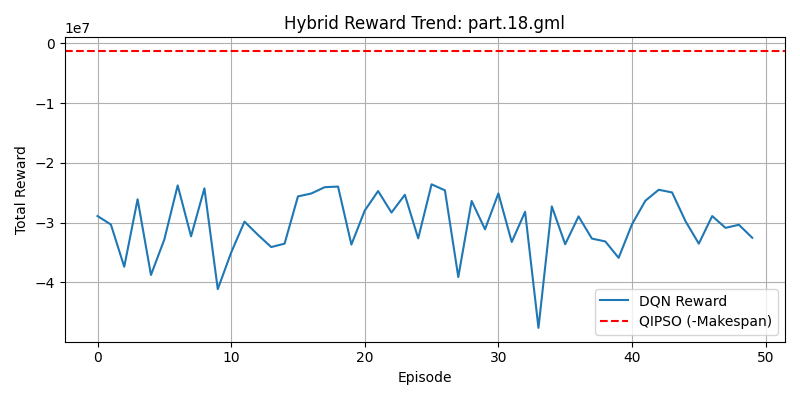 Hybrid Reward Trend: part.18.gml
1e7
0
−1
−2
−3
−4
Total Reward
0
10
20
30
40
50
Episode
DQN Reward
QIPSO (-Makespan)